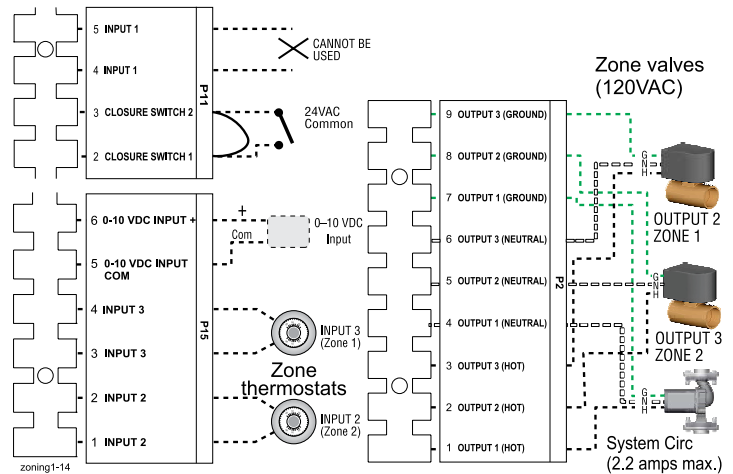 5 INPUT 1
4 INPUT 1
3 CLOSURE SWITCH 2
2 CLOSURE SWITCH 1
P11
CANNOT BE
USED
24VAC
Common
6 0-10 VDC INPUT +
5 0-10 VDC INPUT
COM
4 INPUT 3
3 INPUT 3
2 INPUT 2
1 INPUT 2
P15
+
Com
0–10 VDC
Input
INPUT 3
(Zone 1)
Zone
thermostats
INPUT 2
(Zone 2)
zoning1-14
9 OUTPUT 3 (GROUND)
8 OUTPUT 2 (GROUND)
7 OUTPUT 1 (GROUND)
6 OUTPUT 3 (NEUTRAL)
5 OUTPUT 2 (NEUTRAL)
4 OUTPUT 1 (NEUTRAL)
3 OUTPUT 3 (HOT)
2 OUTPUT 2 (HOT)
1 OUTPUT 1 (HOT)
P2
Zone valves
(120VAC)
G
N
H
OUTPUT 2
ZONE 1
G
N
H
OUTPUT 3
ZONE 2
G
N
H
System Circ
(2.2 amps max.)